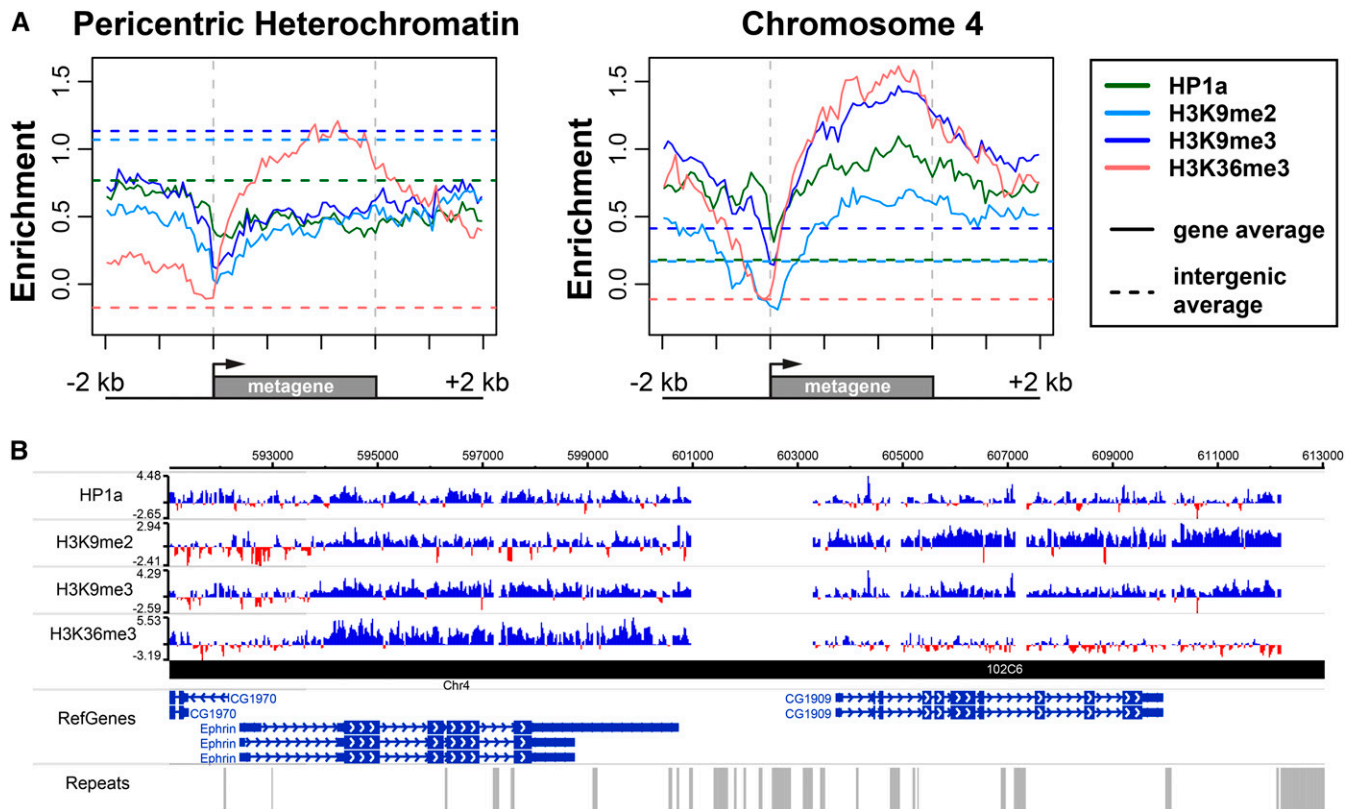 A Pericentric Heterochromatin Chromosome 4
Enrichment
0.0 0.5 1.0 1.5
-2 kb metagene +2 kb
Enrichment
0.0 0.5 1.0 1.5
-2 kb metagene +2 kb
HP1a
H3K9me2
H3K9me3
H3K36me3
gene average
intergenic
average
B
593000 595000 597000 599000 601000 603000 605000 607000 609000 611000 613000
HP1a 4.48 -2.65
H3K9me2 2.94 -2.41
H3K9me3 4.29 -2.59
H3K36me3 5.53 -3.19
102C6
Chr4
RefGenes
CG1970 CG1909
CG1970 CG1909
Ephrin
Ephrin
Ephrin
Repeats